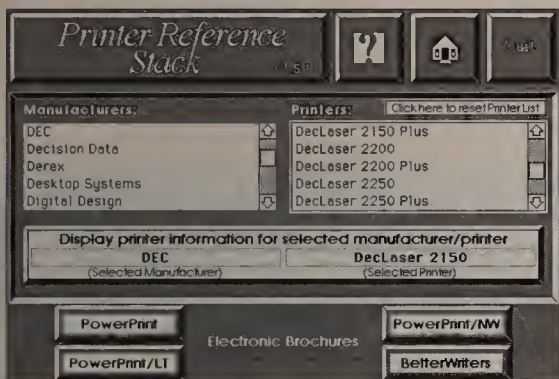 Printer Reference
Stack
Quit
Manufacturers:
DEC
Decision Data
Derex
Desktop Systems
Digital Design
Printers:
Click here to reset Printer List
DecLaser 2150 Plus
DecLaser 2200
DecLaser 2200 Plus
DecLaser 2250
DecLaser 2250 Plus
Display printer information for selected manufacturer/printer
DEC
(Selected Manufacturer)
DecLaser 2150
(Selected Printer)
PowerPrint
PowerPrint/LT
Electronic Brochures
PowerPrint/NW
BetterWriters